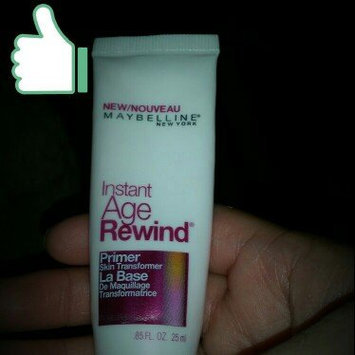 NEW/NOUVEAU
MAYBELLINE®
NEW YORK
Instant
Age
Rewind®
Primer
Skin Transformer
La Base
De Maquillage
Transformatrice
.85 FL. OZ. 25 ml